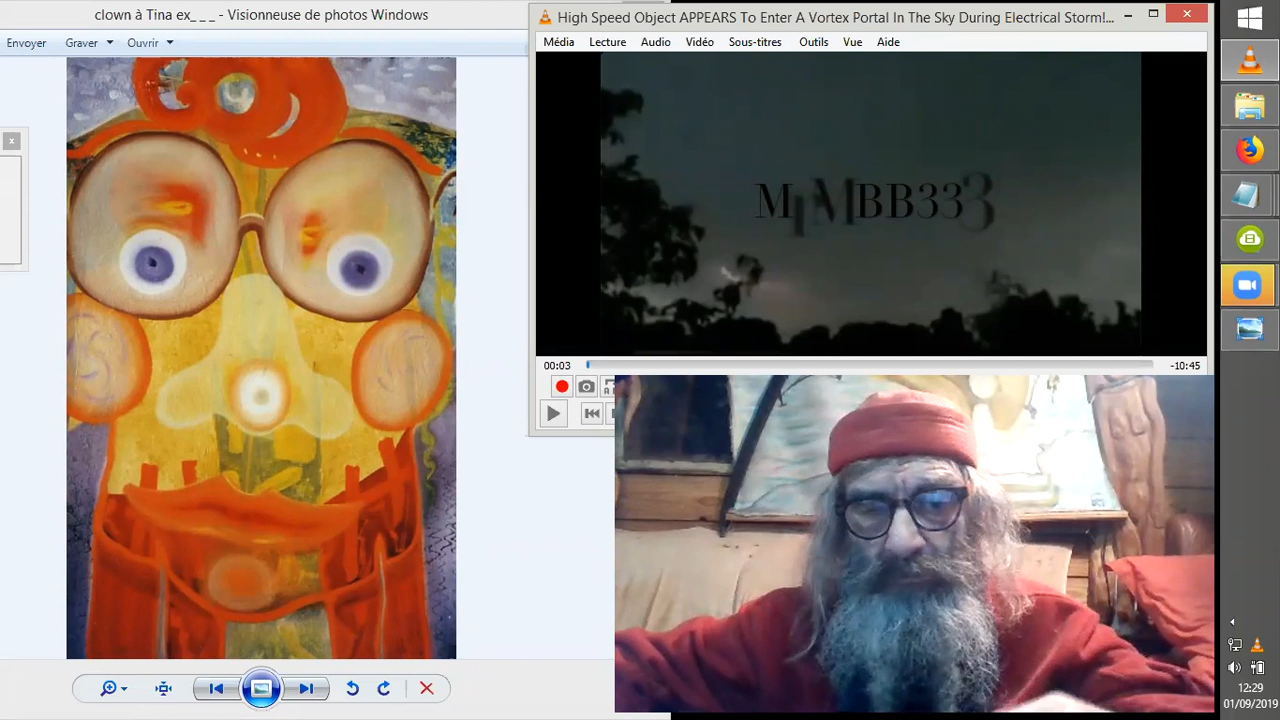 clown à Tina ex_ _ _ - Visionneuse de photos Windows
Envoyer Graver Ouvrir
x
High Speed Object APPEARS To Enter A Vortex Portal In The Sky During Electrical Storm!...
Média Lecture Audio Vidéo Sous-titres Outils Vue Aide
MrMBB333
00:03 -10:45
12:29
01/09/2019